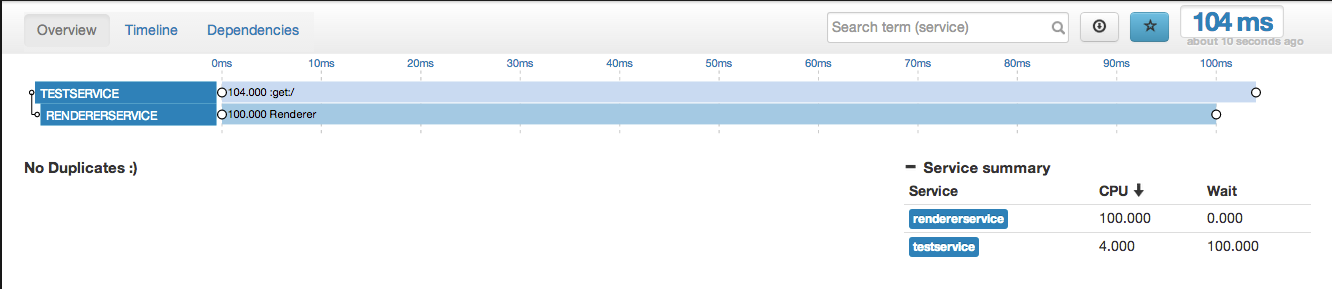 Overview Timeline Dependencies Search term (service) 104 ms
about 10 seconds ago
0ms 10ms 20ms 30ms 40ms 50ms 60ms 70ms 80ms 90ms 100ms
TESTSERVICE 104.000 :get:/
RENDERERSERVICE 100.000 Renderer
No Duplicates :) Service summary
Service CPU Wait
rendererservice 100.000 0.000
testservice 4.000 100.000